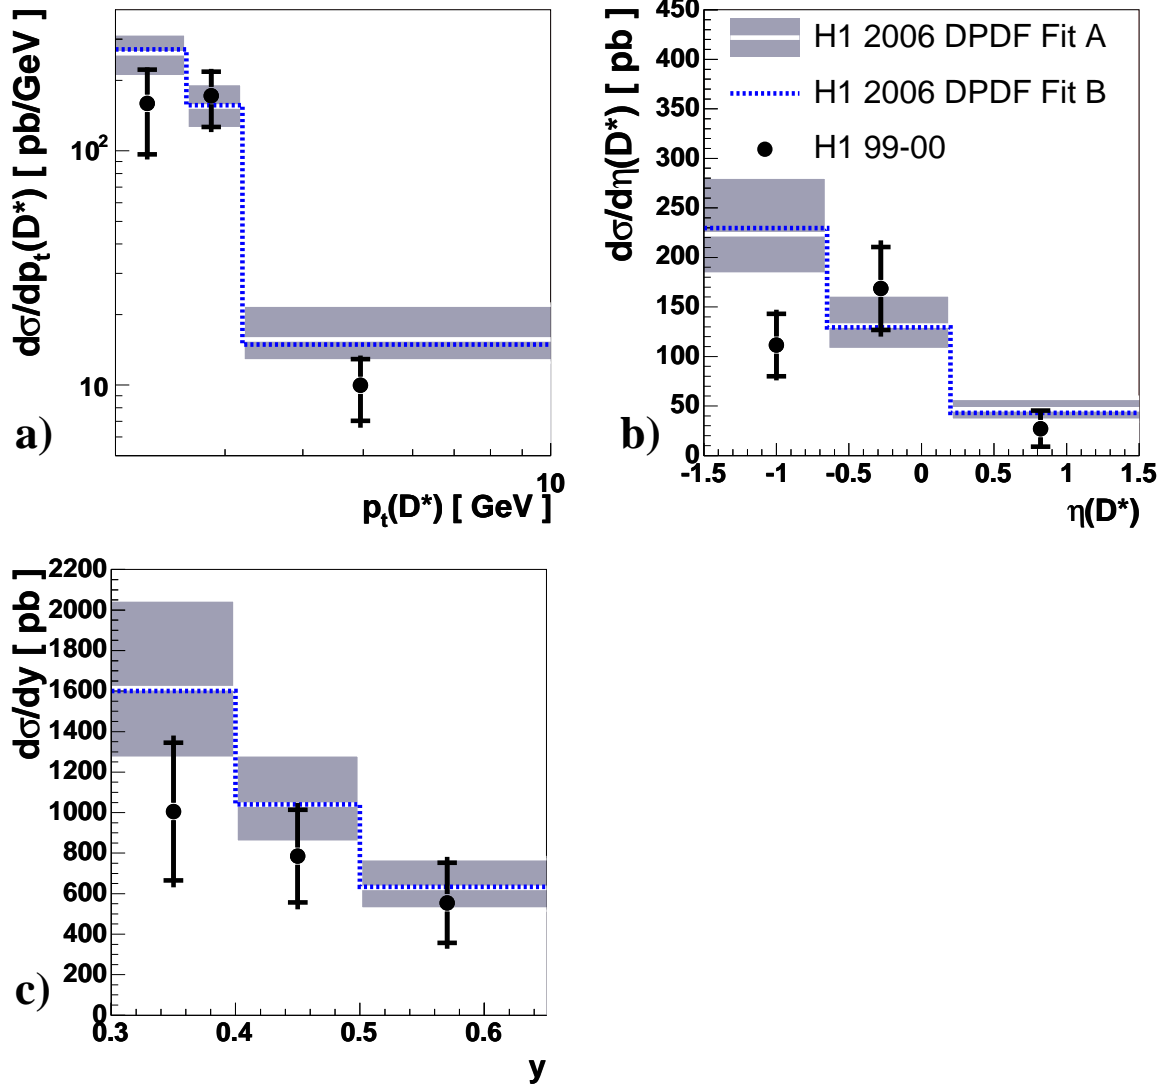 dσ/dpt(D*) [ pb/GeV ]
10²
10
a)
10
pt(D*) [ GeV ]
dσ/dη(D*) [ pb ]
450
400
350
300
250
200
150
100
50
0
H1 2006 DPDF Fit A
H1 2006 DPDF Fit B
H1 99-00
b)
-1.5 -1 -0.5 0 0.5 1 1.5
η(D*)
dσ/dy [ pb ]
2200
2000
1800
1600
1400
1200
1000
800
600
400
200
0
c)
0.3 0.4 0.5 0.6
y